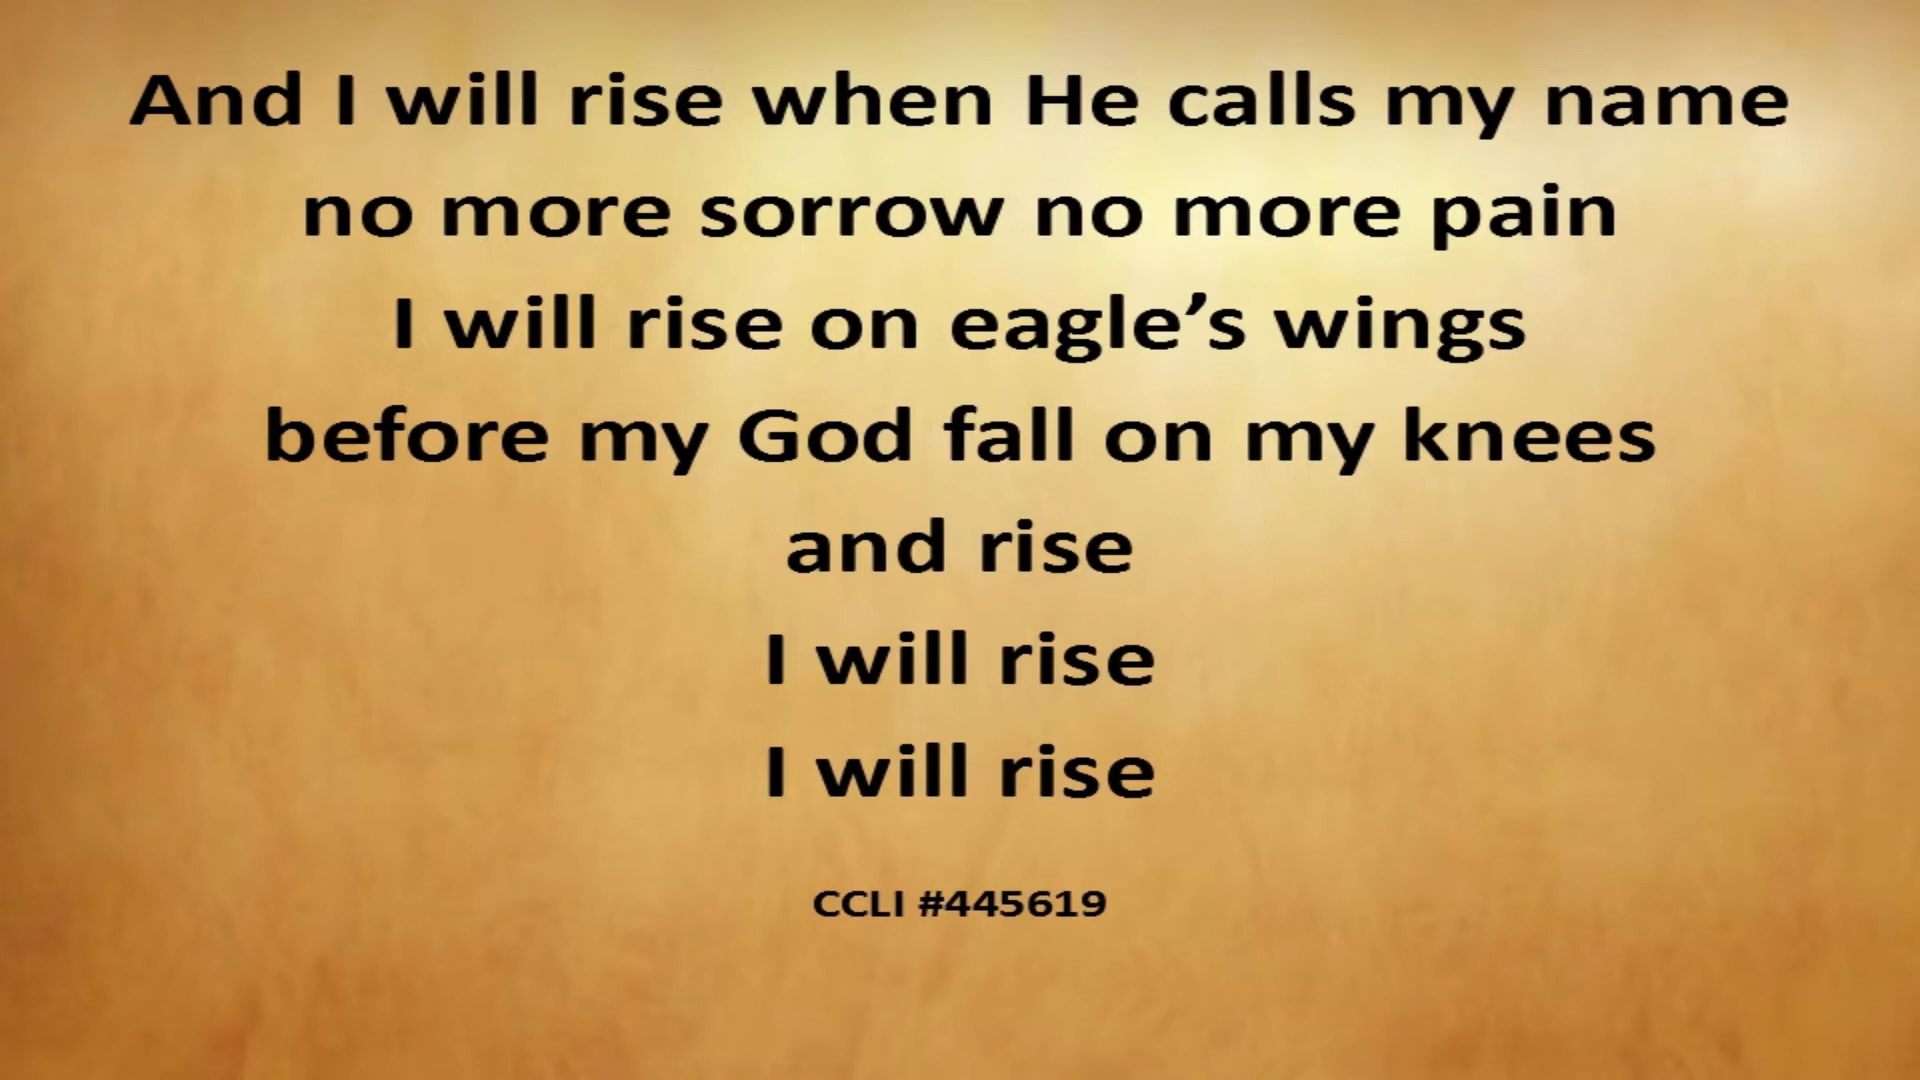 And I will rise when He calls my name
no more sorrow no more pain
I will rise on eagle’s wings
before my God fall on my knees
and rise
I will rise
I will rise
CCLI #445619